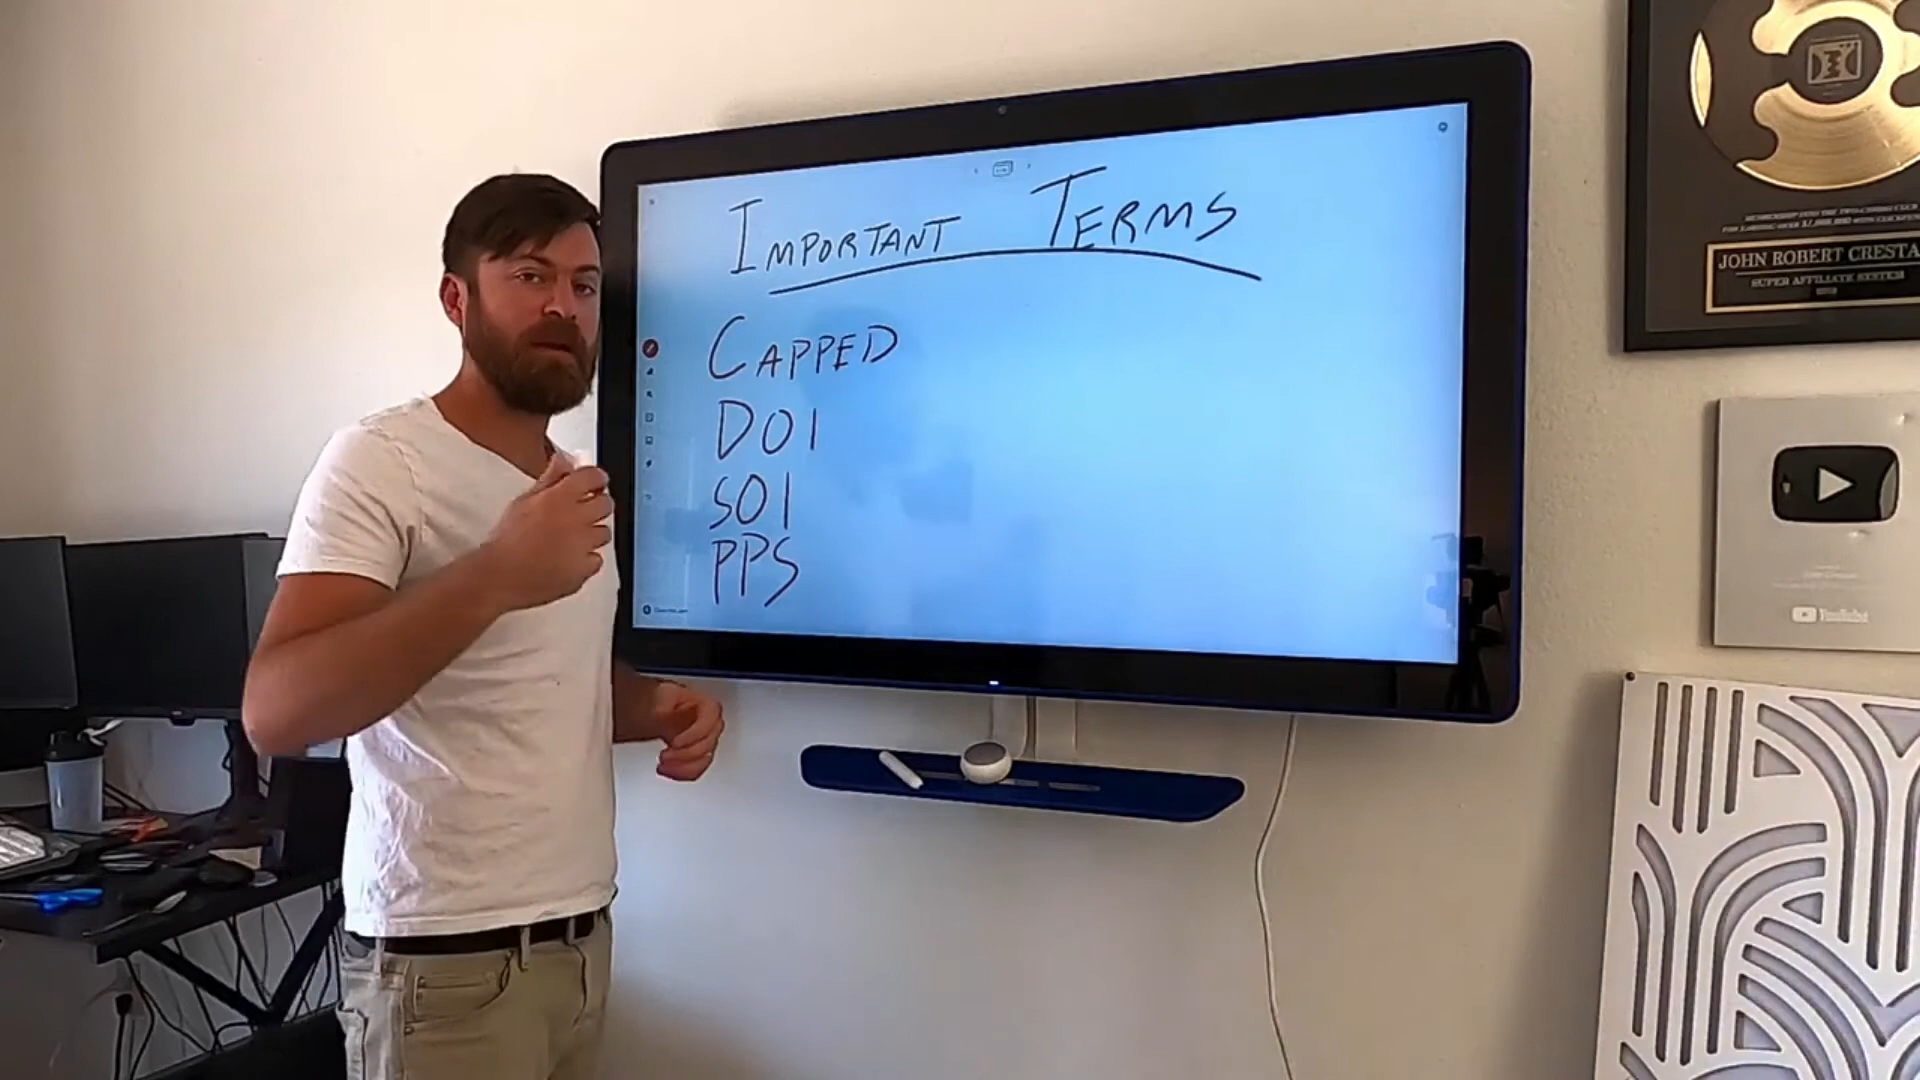 IMPORTANT TERMS
CAPPED
DOI
SOI
PPS
JOHN ROBERT CRESTA
SUPER AFFILIATE SYSTEM
YouTube